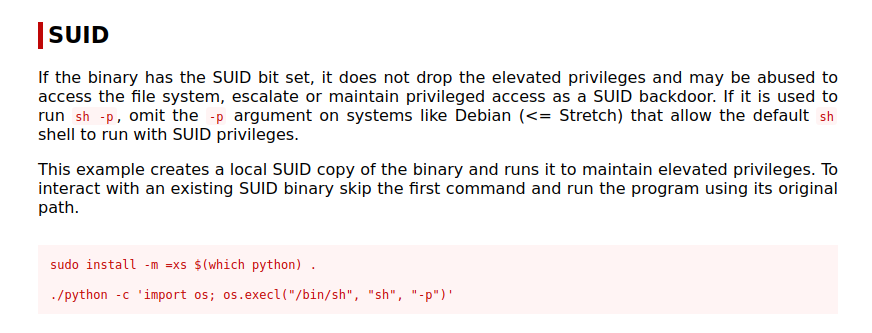 SUID
If the binary has the SUID bit set, it does not drop the elevated privileges and may be abused to
access the file system, escalate or maintain privileged access as a SUID backdoor. If it is used to
run sh -p, omit the -p argument on systems like Debian (<= Stretch) that allow the default sh
shell to run with SUID privileges.
This example creates a local SUID copy of the binary and runs it to maintain elevated privileges. To
interact with an existing SUID binary skip the first command and run the program using its original
path.
sudo install -m =xs $(which python) .
./python -c 'import os; os.execl("/bin/sh", "sh", "-p")'